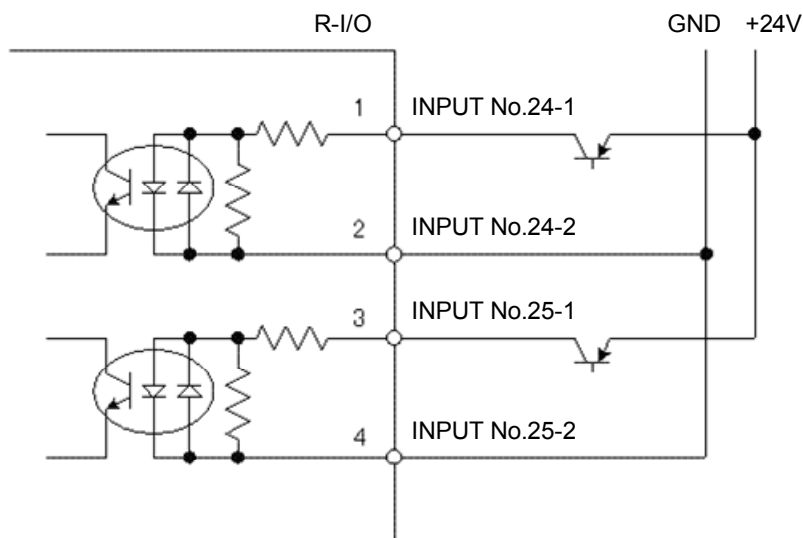 R-I/O GND +24V
1 INPUT No.24-1
2 INPUT No.24-2
3 INPUT No.25-1
4 INPUT No.25-2